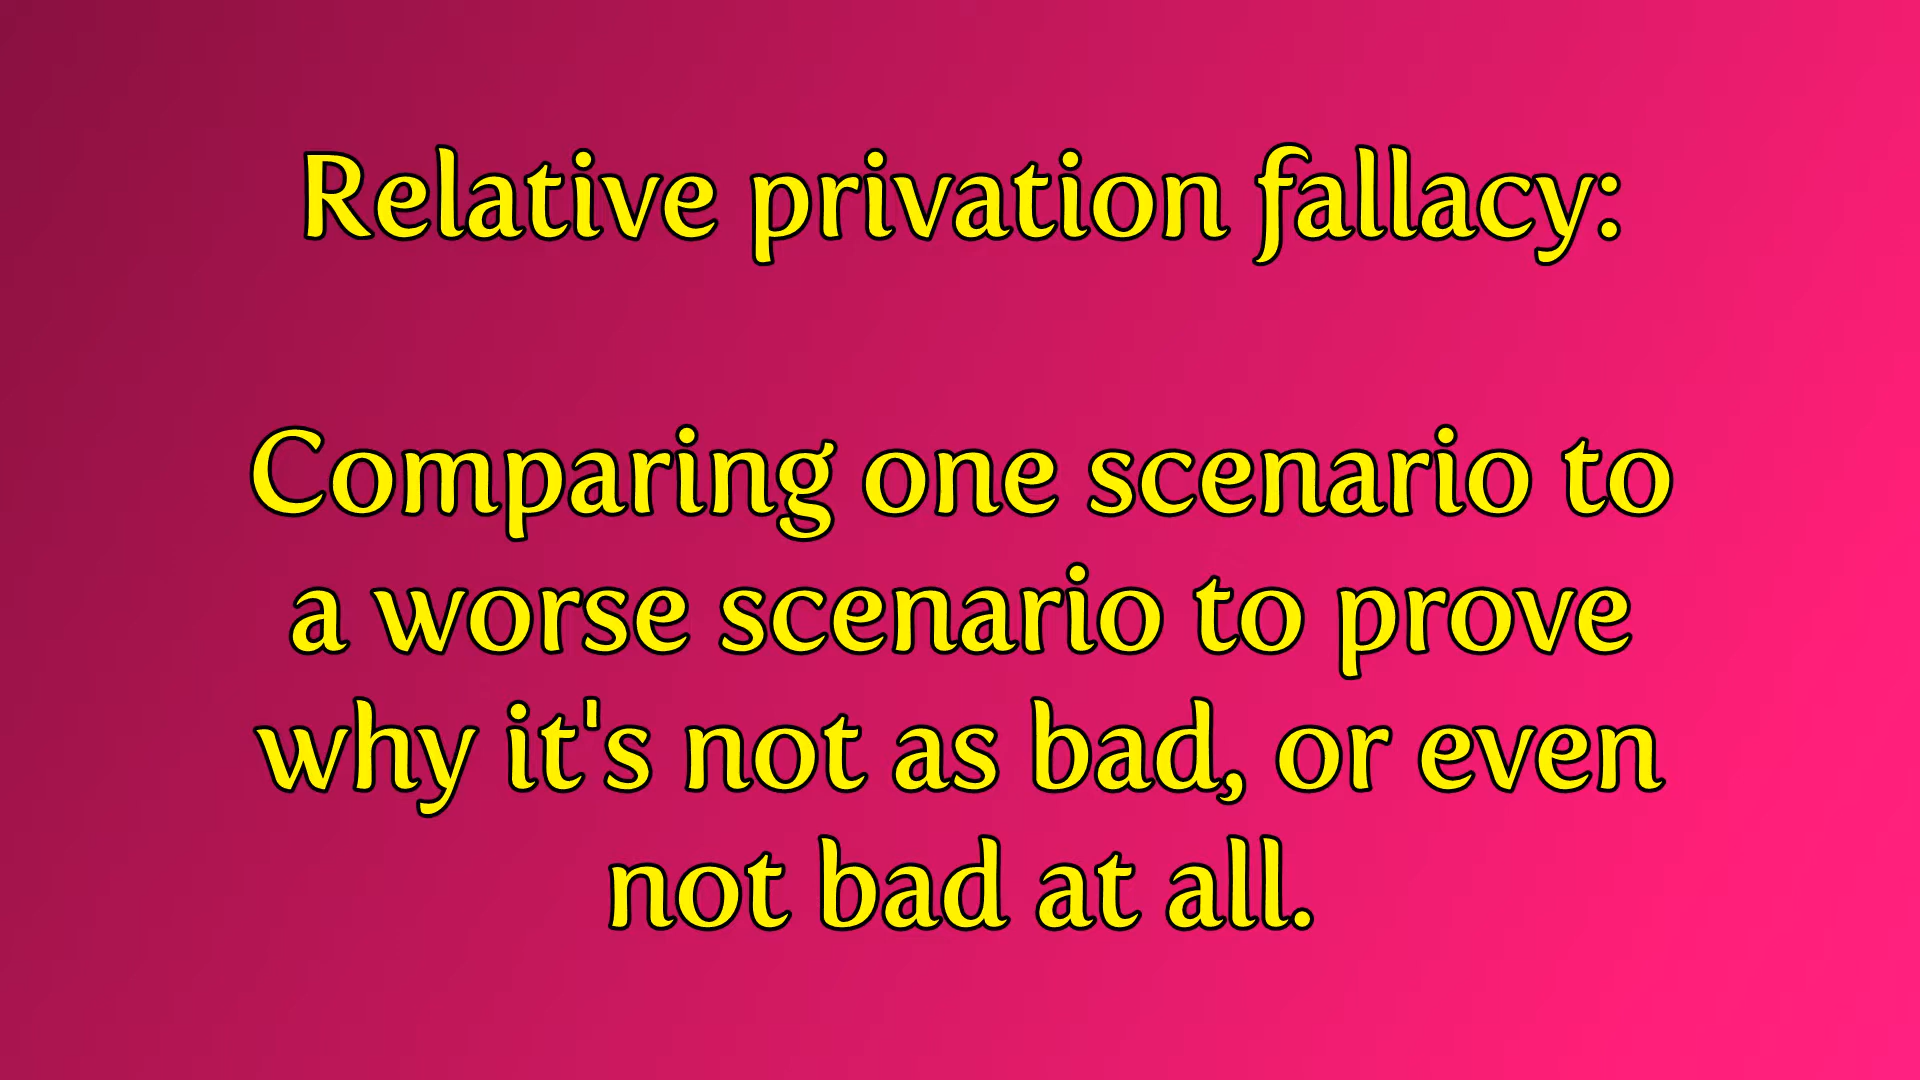 Relative privation fallacy:
Comparing one scenario to
a worse scenario to prove
why it's not as bad, or even
not bad at all.